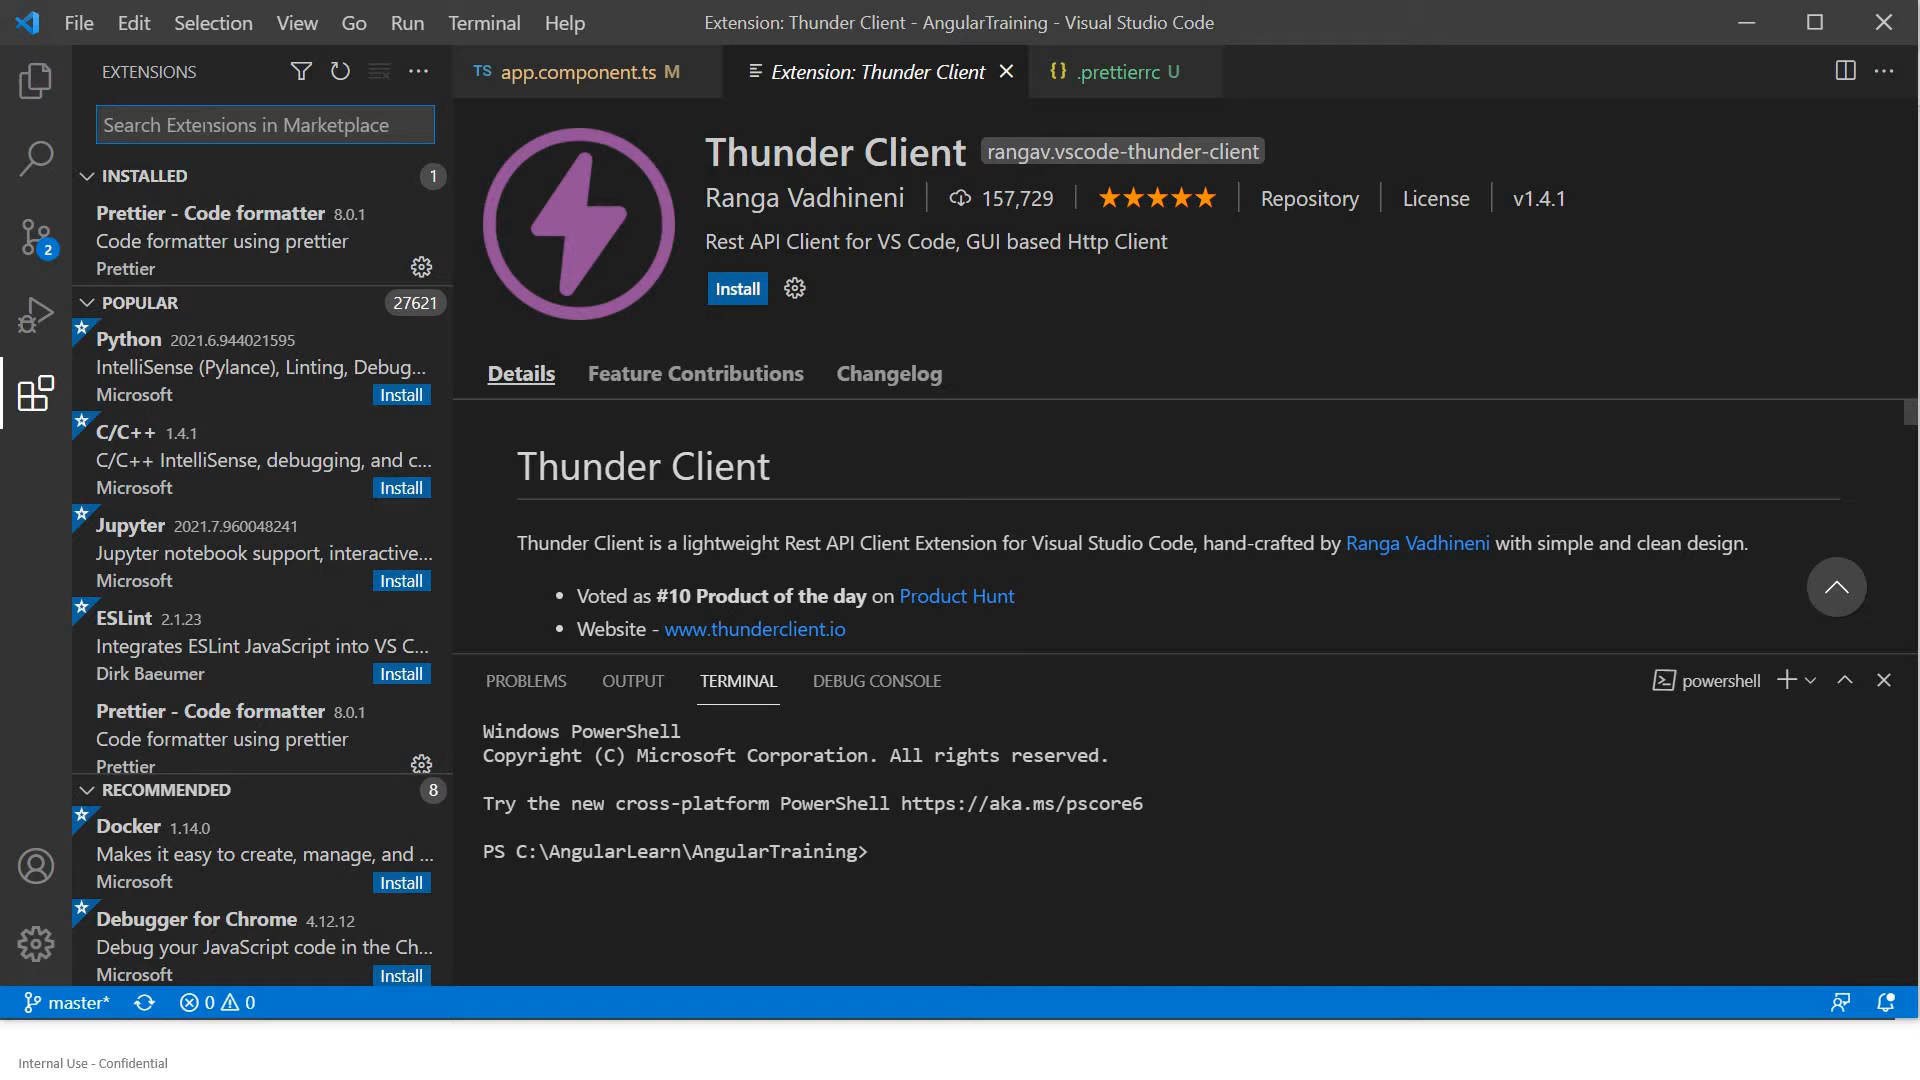 File Edit Selection View Go Run Terminal Help
Extension: Thunder Client - AngularTraining - Visual Studio Code
EXTENSIONS
Search Extensions in Marketplace
INSTALLED 1
Prettier - Code formatter 8.0.1
Code formatter using prettier
Prettier
2
POPULAR 27621
Python 2021.6.944021595
IntelliSense (Pylance), Linting, Debug...
Microsoft Install
C/C++ 1.4.1
C/C++ IntelliSense, debugging, and c...
Microsoft Install
Jupyter 2021.7.960048241
Jupyter notebook support, interactive...
Microsoft Install
ESLint 2.1.23
Integrates ESLint JavaScript into VS C...
Dirk Baeumer Install
Prettier - Code formatter 8.0.1
Code formatter using prettier
Prettier
RECOMMENDED 8
Docker 1.14.0
Makes it easy to create, manage, and ...
Microsoft Install
Debugger for Chrome 4.12.12
Debug your JavaScript code in the Ch...
Microsoft Install
TS app.component.ts M
Extension: Thunder Client
{} .prettierrc U
Thunder Client rangav.vscode-thunder-client
Ranga Vadhineni 157,729 Repository License v1.4.1
Rest API Client for VS Code, GUI based Http Client
Install
Details Feature Contributions Changelog
Thunder Client
Thunder Client is a lightweight Rest API Client Extension for Visual Studio Code, hand-crafted by Ranga Vadhineni with simple and clean design.
• Voted as #10 Product of the day on Product Hunt
• Website - www.thunderclient.io
PROBLEMS OUTPUT TERMINAL DEBUG CONSOLE
powershell
Windows PowerShell
Copyright (C) Microsoft Corporation. All rights reserved.
Try the new cross-platform PowerShell https://aka.ms/pscore6
PS C:\AngularLearn\AngularTraining>
master* 0 0
Internal Use - Confidential